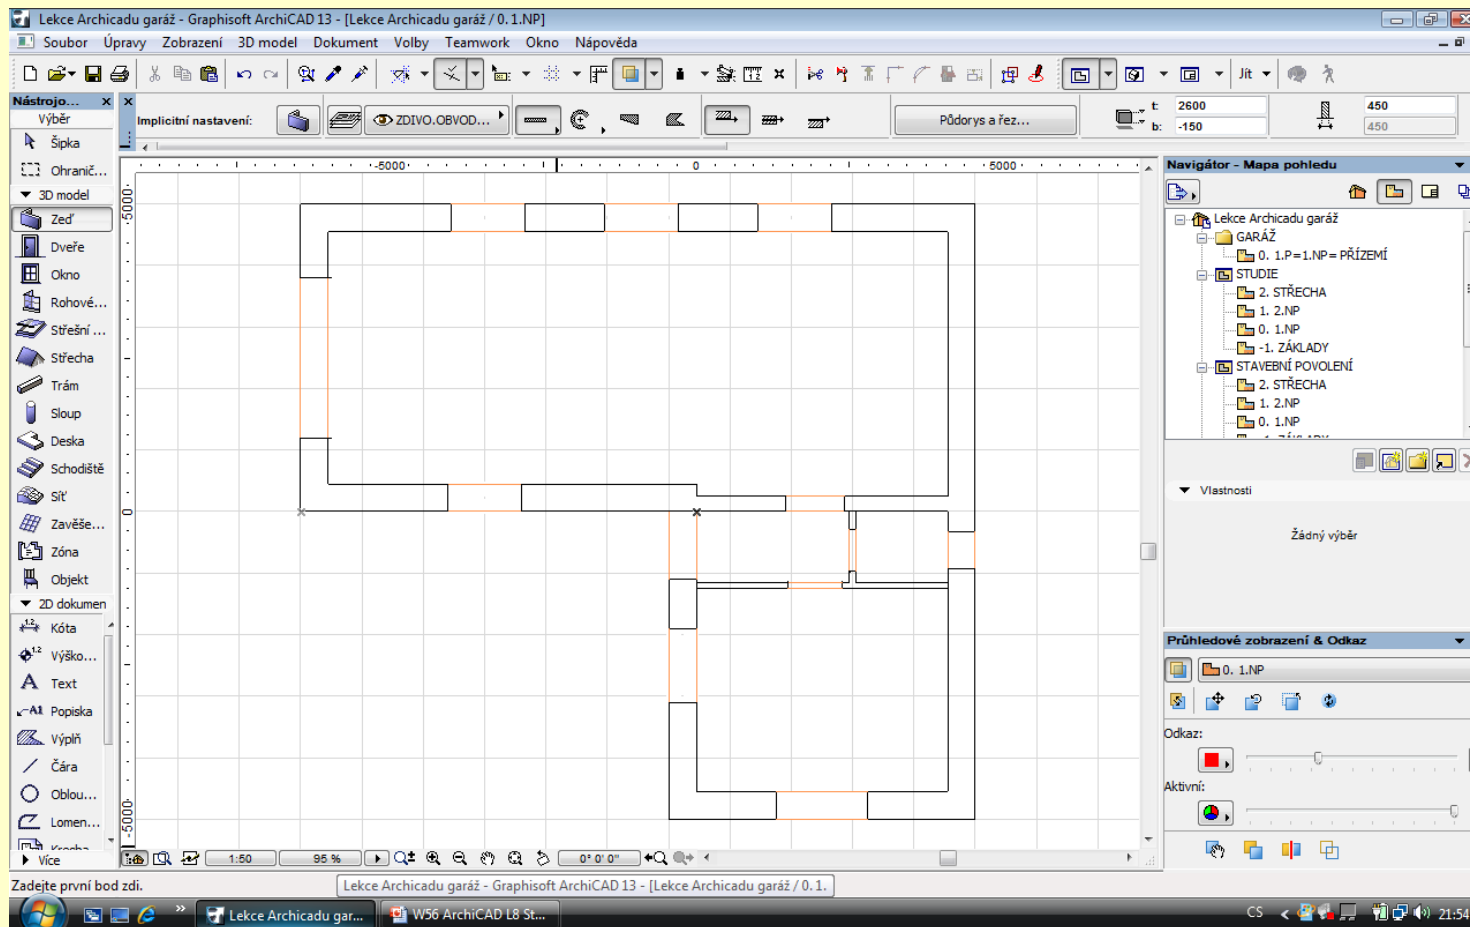 Lekce Archicadu garáž - Graphisoft ArchiCAD 13 - [Lekce Archicadu garáž / 0. 1.NP]
Soubor Úpravy Zobrazení 3D model Dokument Volby Teamwork Okno Nápověda
Jít
Nástrojo...
Výběr
Šipka
Ohranič...
3D model
Zeď
Dveře
Okno
Rohové...
Střešní ...
Střecha
Trám
Sloup
Deska
Schodiště
Síť
Zavěše...
Zóna
Objekt
2D dokumen
Kóta
Výško...
Text
Popiska
Výplň
Čára
Oblou...
Lomen...
Více
Implicitní nastavení:
ZDIVO.OBVOD...
Půdorys a řez...
t: 2600
b: -150
450
450
-5000 0 5000
5000
0
-5000
Navigátor - Mapa pohledu
Lekce Archicadu garáž
GARÁŽ
0. 1.P=1.NP=PŘÍZEMÍ
STUDIE
2. STŘECHA
1. 2.NP
0. 1.NP
-1. ZÁKLADY
STAVEBNÍ POVOLENÍ
2. STŘECHA
1. 2.NP
0. 1.NP
Vlastnosti
Žádný výběr
Průhledové zobrazení & Odkaz
0. 1.NP
Odkaz:
Aktivní:
1:50 95 % 0° 0' 0"
Zadejte první bod zdi.
Lekce Archicadu garáž - Graphisoft ArchiCAD 13 - [Lekce Archicadu garáž / 0. 1.
Lekce Archicadu gar...
W56 ArchiCAD L8 St...
CS
21:54